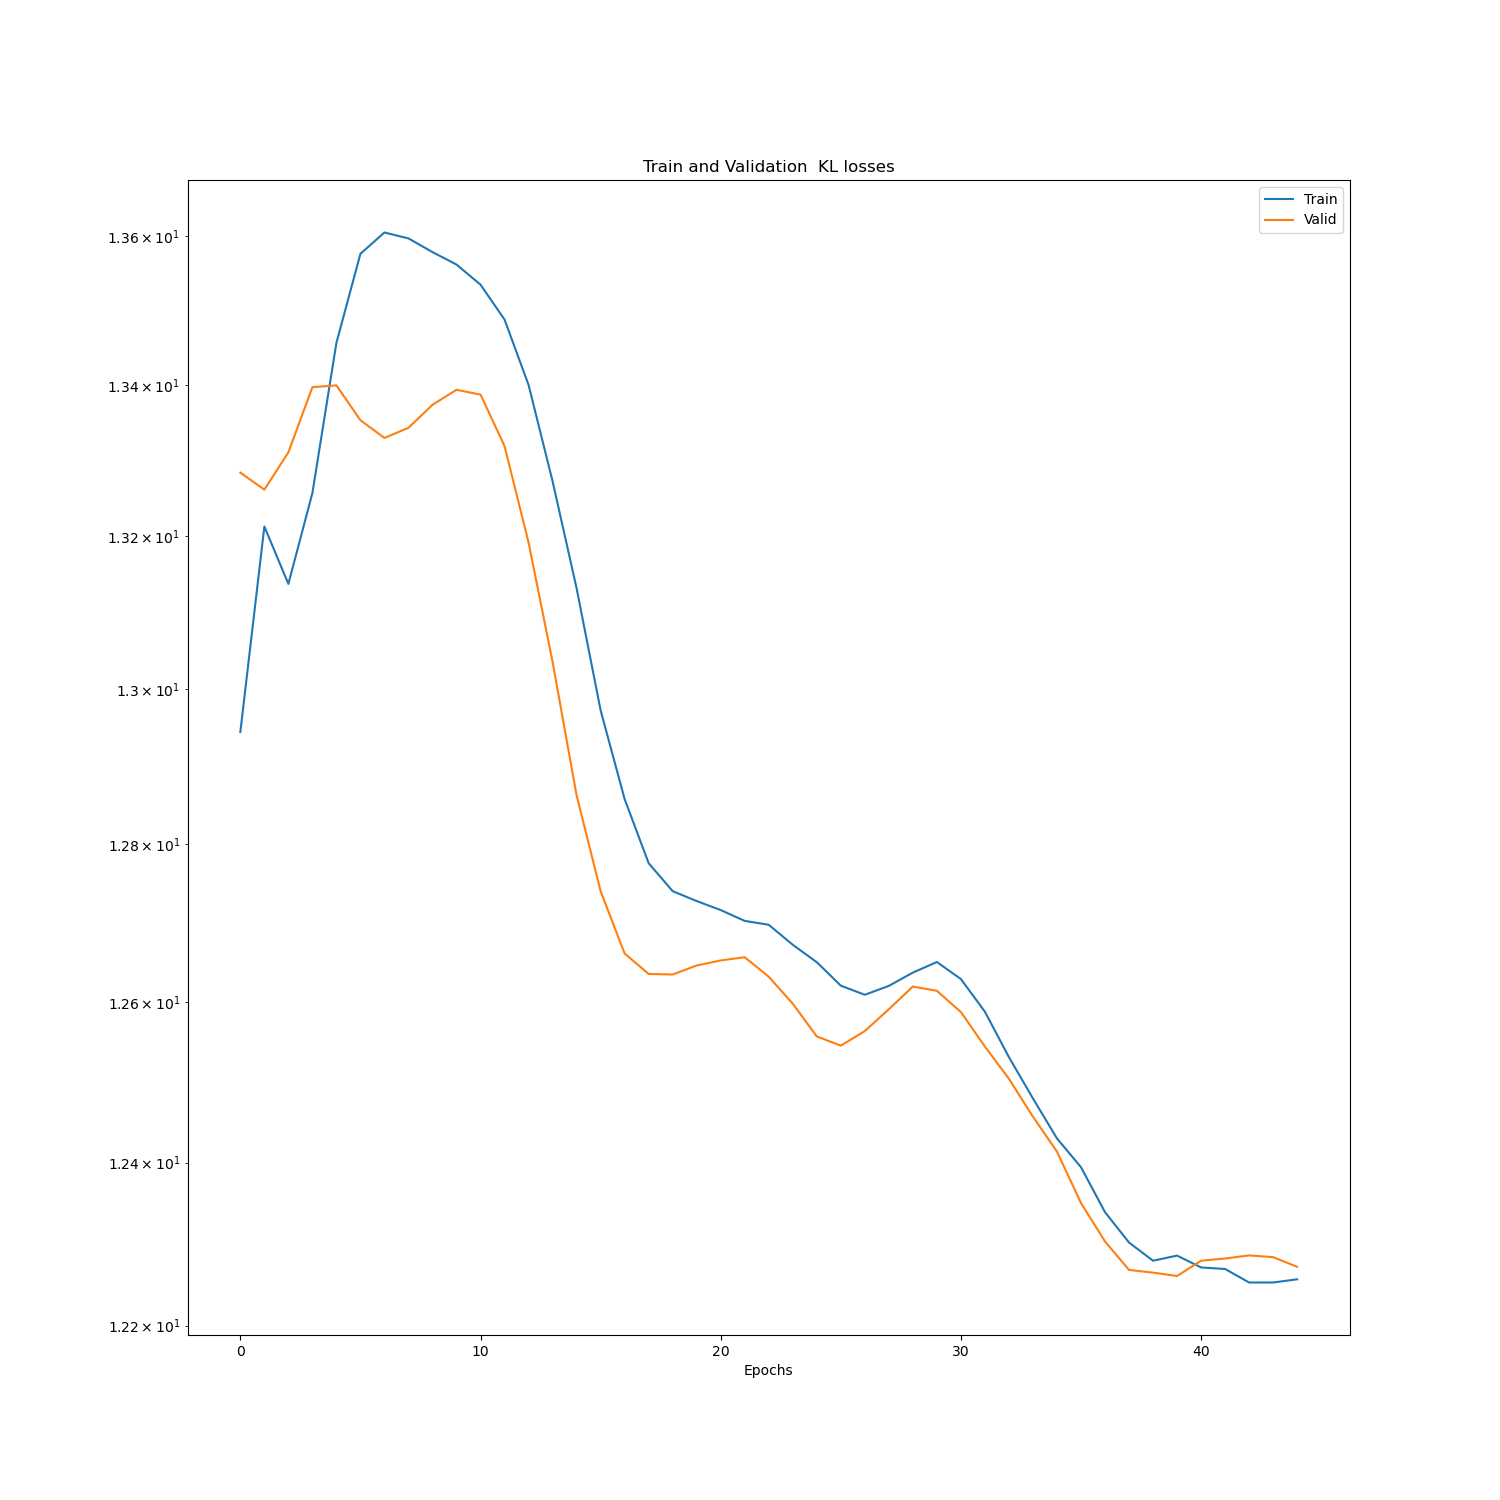 Train and Validation  KL losses
Train
Valid
1.36 × 10¹
1.34 × 10¹
1.32 × 10¹
1.3 × 10¹
1.28 × 10¹
1.26 × 10¹
1.24 × 10¹
1.22 × 10¹
0 10 20 30 40
Epochs